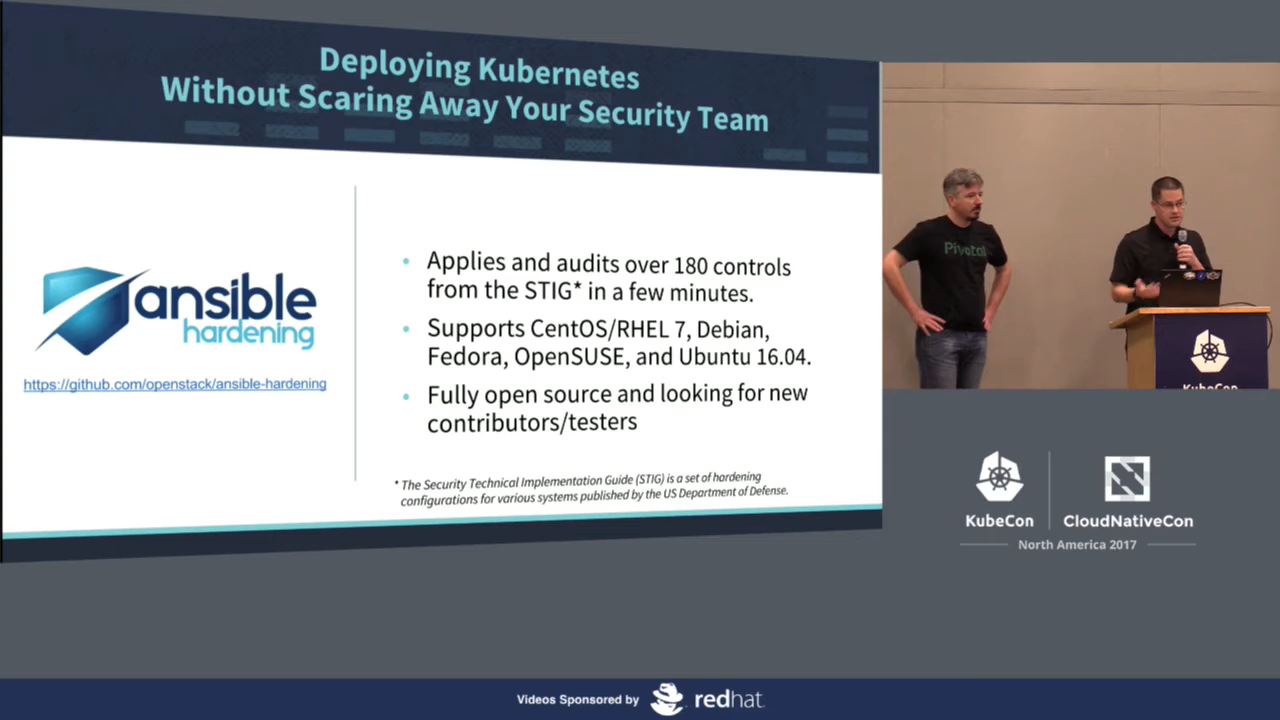 Deploying Kubernetes
Without Scaring Away Your Security Team
ansible
hardening
https://github.com/openstack/ansible-hardening
• Applies and audits over 180 controls
from the STIG* in a few minutes.
• Supports CentOS/RHEL 7, Debian,
Fedora, OpenSUSE, and Ubuntu 16.04.
• Fully open source and looking for new
contributors/testers
* The Security Technical Implementation Guide (STIG) is a set of hardening
configurations for various systems published by the US Department of Defense.
Pivotal
KubeCon
KubeCon
CloudNativeCon
North America 2017
Videos Sponsored by
redhat